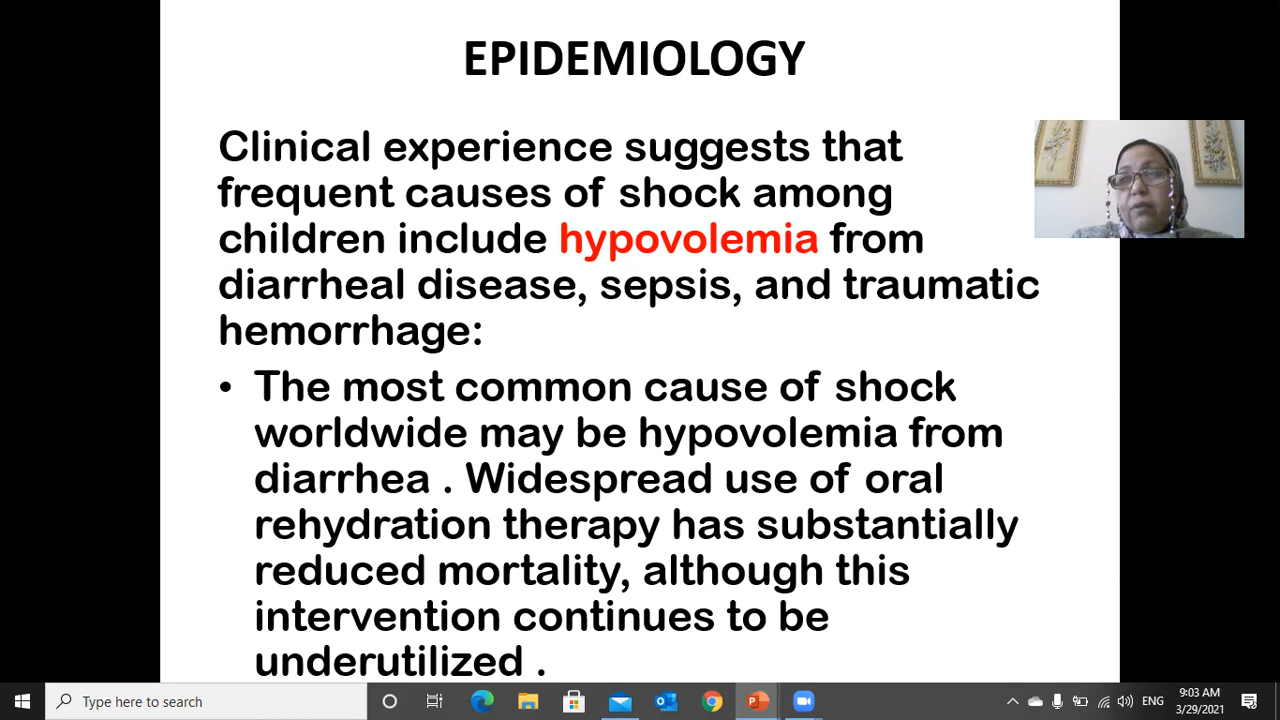 EPIDEMIOLOGY
Clinical experience suggests that
frequent causes of shock among
children include hypovolemia from
diarrheal disease, sepsis, and traumatic
hemorrhage:
• The most common cause of shock
worldwide may be hypovolemia from
diarrhea . Widespread use of oral
rehydration therapy has substantially
reduced mortality, although this
intervention continues to be
underutilized .
Type here to search
ENG
9:03 AM
3/29/2021